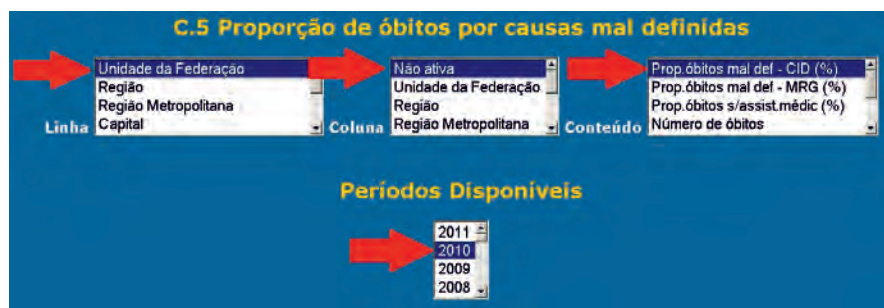 C.5 Proporção de óbitos por causas mal definidas
Linha
Unidade da Federação
Região
Região Metropolitana
Capital
Coluna
Não ativa
Unidade da Federação
Região
Região Metropolitana
Conteúdo
Prop.óbitos mal def - CID (%)
Prop.óbitos mal def - MRG (%)
Prop.óbitos s/assist.médic (%)
Número de óbitos
Períodos Disponíveis
2011
2010
2009
2008